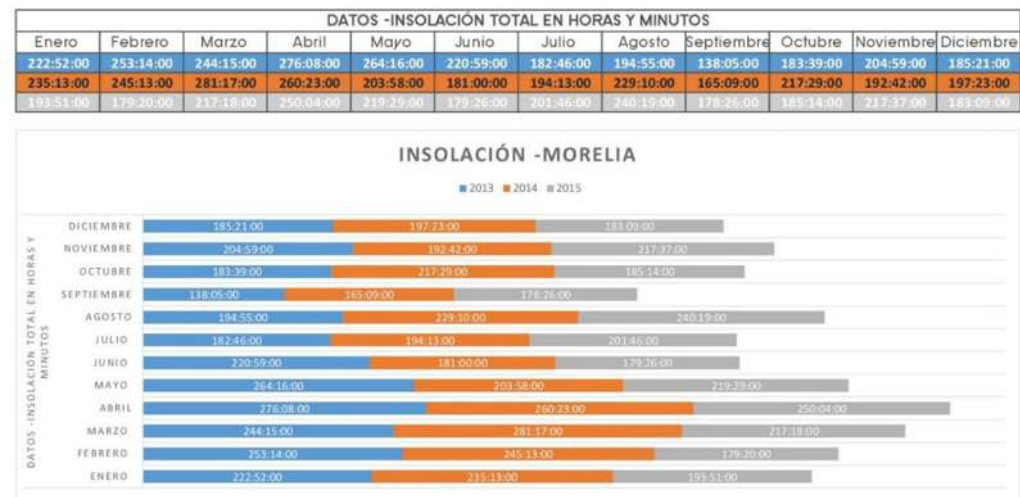 DATOS -INSOLACIÓN TOTAL EN HORAS Y MINUTOS
Enero Febrero Marzo Abril Mayo Junio Julio Agosto Septiembre Octubre Noviembre Diciembre
222:52:00 253:14:00 244:15:00 276:08:00 264:16:00 220:59:00 182:46:00 194:55:00 138:05:00 183:39:00 204:59:00 185:21:00
235:13:00 245:13:00 281:17:00 260:23:00 203:58:00 181:00:00 194:13:00 229:10:00 165:09:00 217:29:00 192:42:00 197:23:00
193:51:00 179:20:00 217:18:00 250:04:00 219:29:00 179:26:00 201:46:00 240:19:00 178:26:00 185:14:00 217:37:00 183:09:00
INSOLACIÓN -MORELIA
2013 2014 2015
DATOS -INSOLACIÓN TOTAL EN HORAS Y
MINUTOS
DICIEMBRE 185:21:00 197:23:00 183:09:00
NOVIEMBRE 204:59:00 192:42:00 217:37:00
OCTUBRE 183:39:00 217:29:00 185:14:00
SEPTIEMBRE 138:05:00 165:09:00 178:26:00
AGOSTO 194:55:00 229:10:00 240:19:00
JULIO 182:46:00 194:13:00 201:46:00
JUNIO 220:59:00 181:00:00 179:26:00
MAYO 264:16:00 203:58:00 219:29:00
ABRIL 276:08:00 260:23:00 250:04:00
MARZO 244:15:00 281:17:00 217:18:00
FEBRERO 253:14:00 245:13:00 179:20:00
ENERO 222:52:00 235:13:00 193:51:00